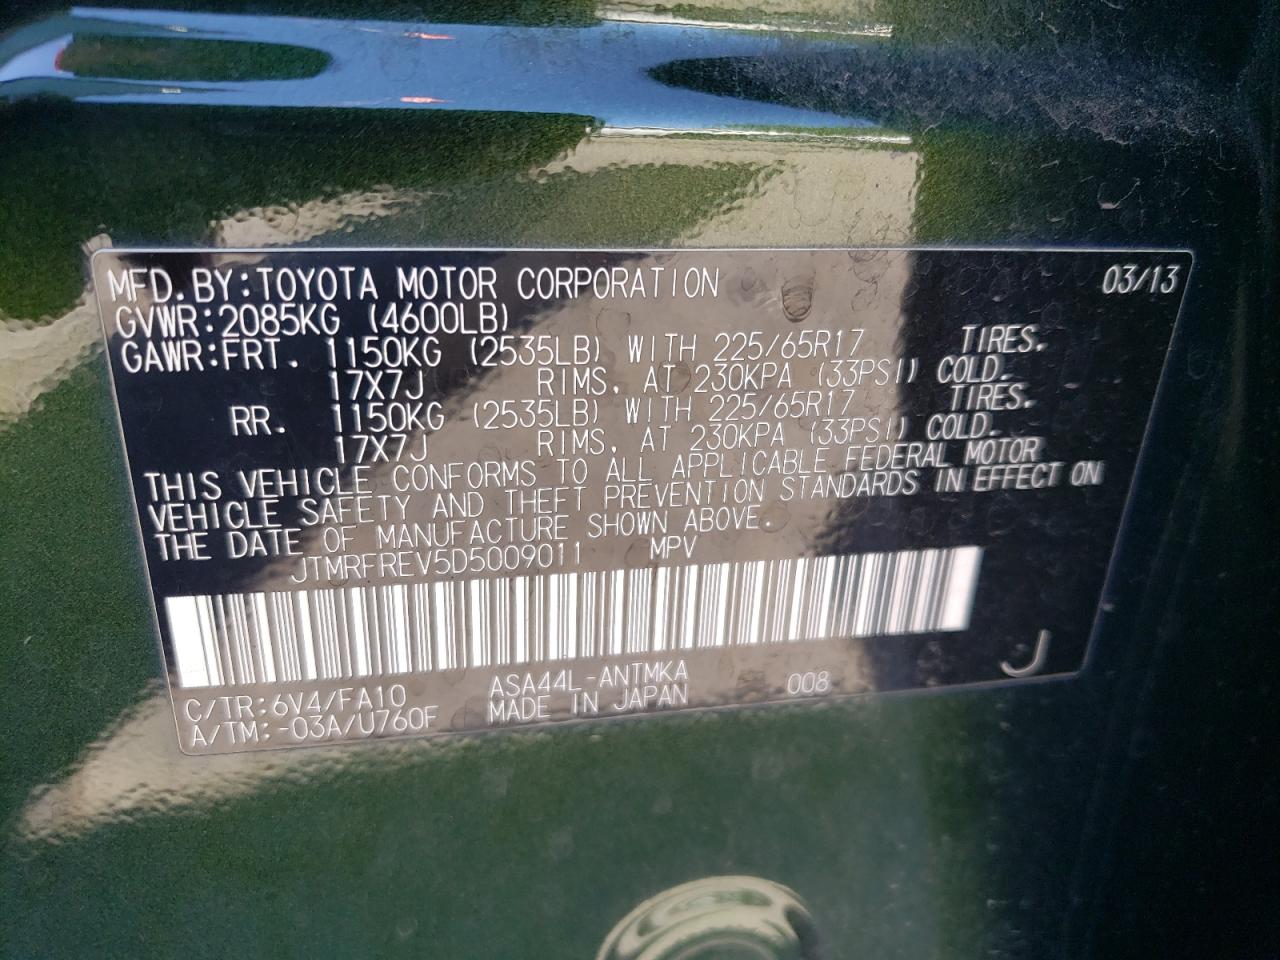 MFD.BY:TOYOTA MOTOR CORPORATION 03/13
GVWR:2085KG (4600LB)
GAWR:FRT. 1150KG (2535LB) WITH 225/65R17 TIRES.
17X7J RIMS, AT 230KPA (33PSI) COLD.
RR. 1150KG (2535LB) WITH 225/65R17 TIRES.
17X7J RIMS, AT 230KPA (33PSI) COLD.
THIS VEHICLE CONFORMS TO ALL APPLICABLE FEDERAL MOTOR
VEHICLE SAFETY AND THEFT PREVENTION STANDARDS IN EFFECT ON
THE DATE OF MANUFACTURE SHOWN ABOVE.
JTMRFREV5D5009011 MPV
C/TR:6V4/FA10 ASA44L-ANTMKA 008 J
A/TM:-03A/U760F MADE IN JAPAN